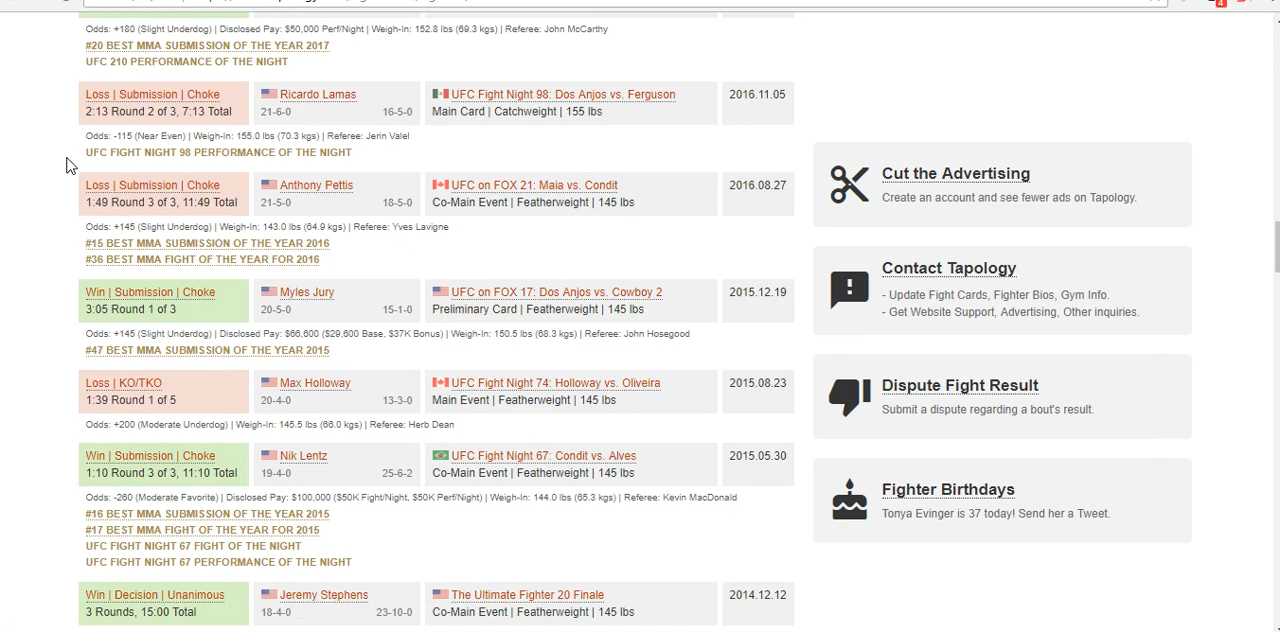 Odds: +180 (Slight Underdog) | Disclosed Pay: $50,000 Perf/Night | Weigh-In: 152.8 lbs (69.3 kgs) | Referee: John McCarthy
#20 BEST MMA SUBMISSION OF THE YEAR 2017
UFC 210 PERFORMANCE OF THE NIGHT
Loss | Submission | Choke Ricardo Lamas UFC Fight Night 98: Dos Anjos vs. Ferguson 2016.11.05
2:13 Round 2 of 3, 7:13 Total 21-6-0 16-5-0 Main Card | Catchweight | 155 lbs
Odds: -115 (Near Even) | Weigh-In: 155.0 lbs (70.3 kgs) | Referee: Jerin Valel
UFC FIGHT NIGHT 98 PERFORMANCE OF THE NIGHT
Loss | Submission | Choke Anthony Pettis UFC on FOX 21: Maia vs. Condit 2016.08.27
1:49 Round 3 of 3, 11:49 Total 21-5-0 18-5-0 Co-Main Event | Featherweight | 145 lbs
Odds: +145 (Slight Underdog) | Weigh-In: 143.0 lbs (64.9 kgs) | Referee: Yves Lavigne
#15 BEST MMA SUBMISSION OF THE YEAR 2016
#36 BEST MMA FIGHT OF THE YEAR FOR 2016
Win | Submission | Choke Myles Jury UFC on FOX 17: Dos Anjos vs. Cowboy 2 2015.12.19
3:05 Round 1 of 3 20-5-0 15-1-0 Preliminary Card | Featherweight | 145 lbs
Odds: +145 (Slight Underdog) | Disclosed Pay: $66,600 ($29,600 Base, $37K Bonus) | Weigh-In: 150.5 lbs (68.3 kgs) | Referee: John Hosegood
#47 BEST MMA SUBMISSION OF THE YEAR 2015
Loss | KO/TKO Max Holloway UFC Fight Night 74: Holloway vs. Oliveira 2015.08.23
1:39 Round 1 of 5 20-4-0 13-3-0 Main Event | Featherweight | 145 lbs
Odds: +200 (Moderate Underdog) | Weigh-In: 145.5 lbs (66.0 kgs) | Referee: Herb Dean
Win | Submission | Choke Nik Lentz UFC Fight Night 67: Condit vs. Alves 2015.05.30
1:10 Round 3 of 3, 11:10 Total 19-4-0 25-6-2 Co-Main Event | Featherweight | 145 lbs
Odds: -260 (Moderate Favorite) | Disclosed Pay: $100,000 ($50K Fight/Night, $50K Perf/Night) | Weigh-In: 144.0 lbs (65.3 kgs) | Referee: Kevin MacDonald
#16 BEST MMA SUBMISSION OF THE YEAR 2015
#17 BEST MMA FIGHT OF THE YEAR FOR 2015
UFC FIGHT NIGHT 67 FIGHT OF THE NIGHT
UFC FIGHT NIGHT 67 PERFORMANCE OF THE NIGHT
Win | Decision | Unanimous Jeremy Stephens The Ultimate Fighter 20 Finale 2014.12.12
3 Rounds, 15:00 Total 18-4-0 23-10-0 Co-Main Event | Featherweight | 145 lbs
Cut the Advertising
Create an account and see fewer ads on Tapology.
Contact Tapology
- Update Fight Cards, Fighter Bios, Gym Info.
- Get Website Support, Advertising, Other inquiries.
Dispute Fight Result
Submit a dispute regarding a bout's result.
Fighter Birthdays
Tonya Evinger is 37 today! Send her a Tweet.
4